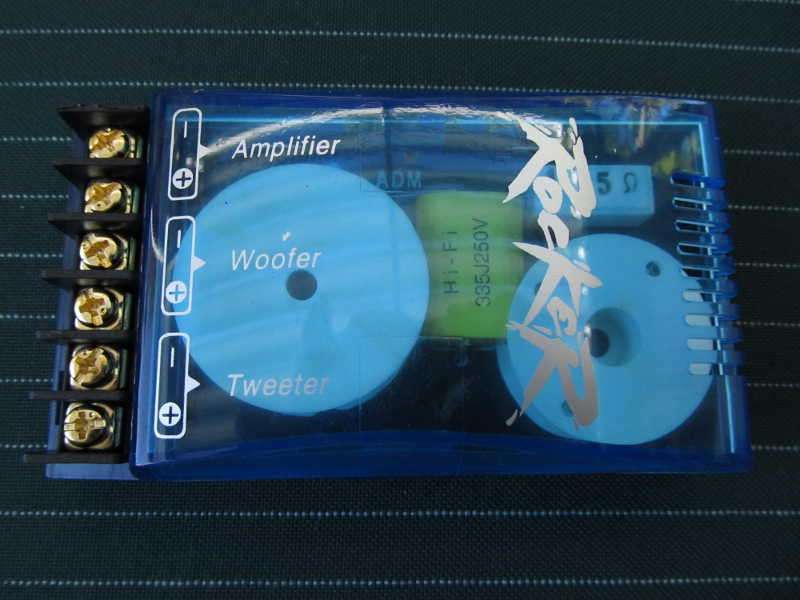 − Amplifier
+
ADM
− Woofer
+
− Tweeter
+
Hi-Fi
335J250V
RockeR
5Ω